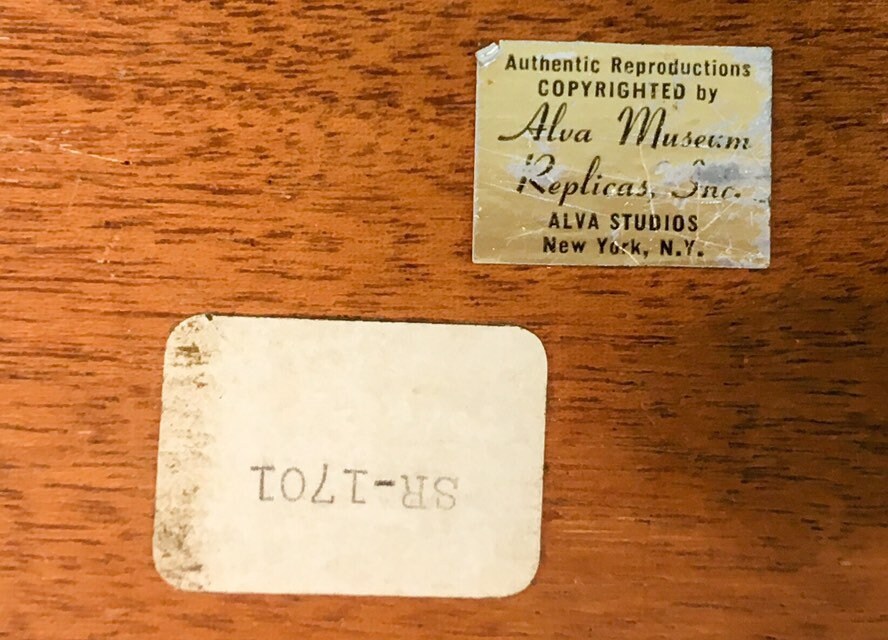 Authentic Reproductions
COPYRIGHTED by
Alva Museum
Replicas, Inc.
ALVA STUDIOS
New York, N.Y.
SR-1701